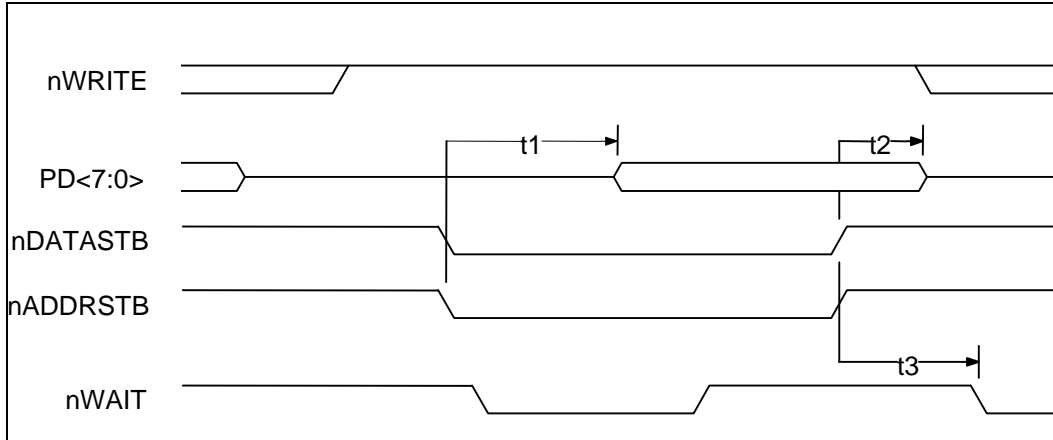 nWRITE
t1
t2
PD<7:0>
nDATASTB
nADDRSTB
t3
nWAIT